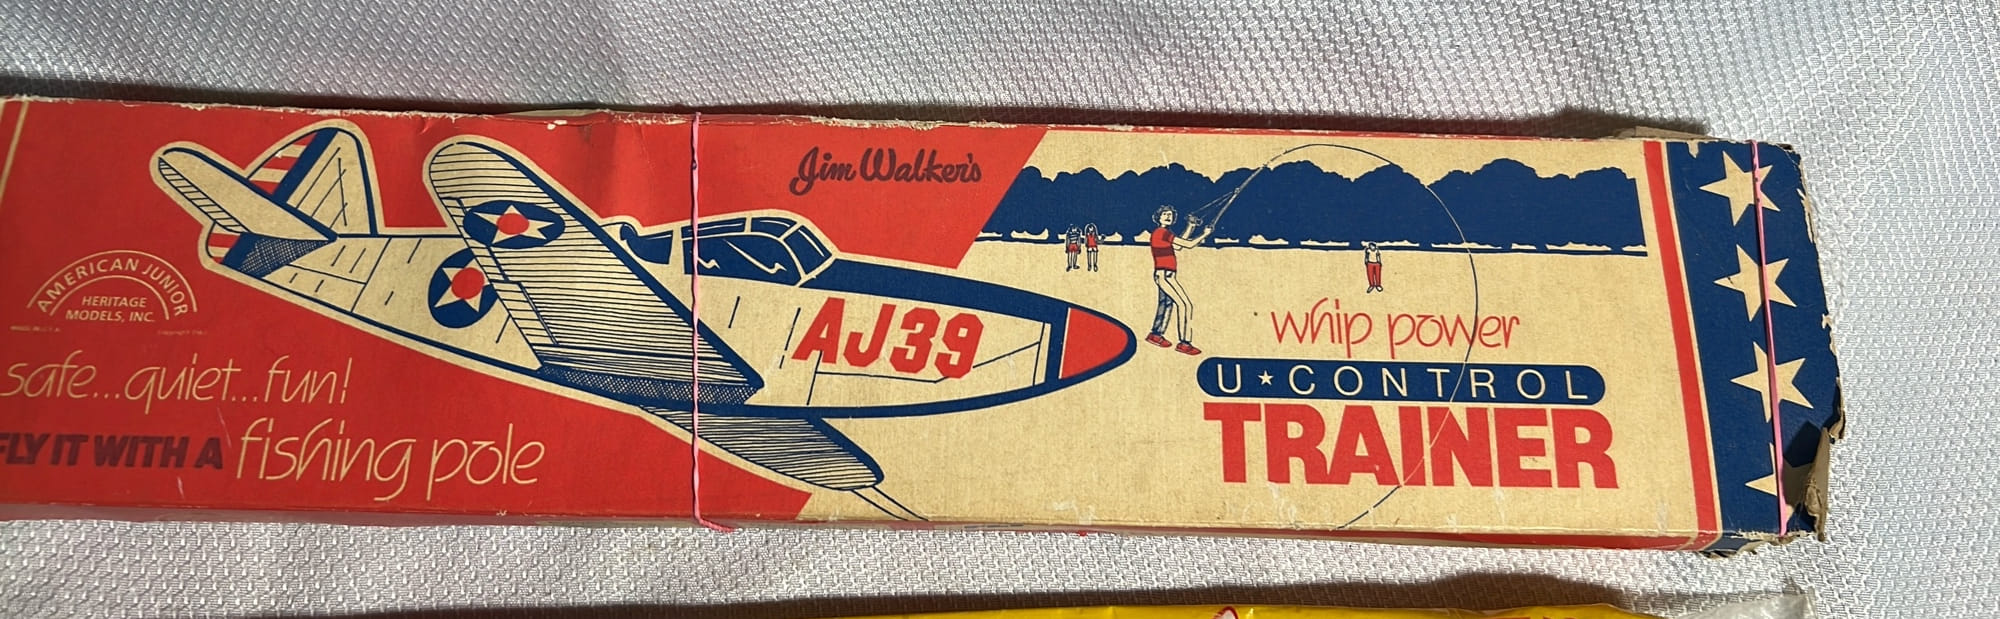 Jim Walker's
AJ39
AMERICAN JUNIOR
HERITAGE
MODELS, INC.
safe...quiet...fun!
FLY IT WITH A fishing pole
whip power
U★CONTROL
TRAINER